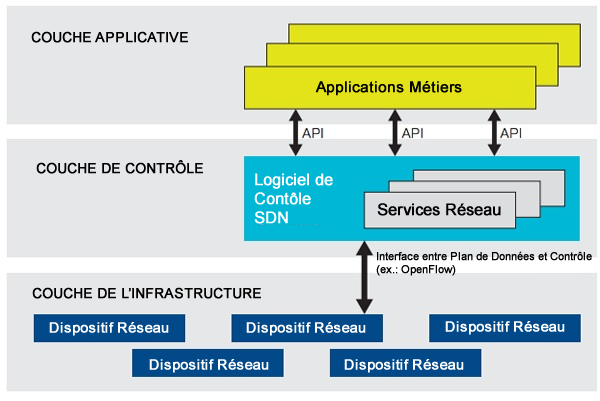 COUCHE APPLICATIVE
Applications Métiers
API
API
API
COUCHE DE CONTRÔLE
Logiciel de
Contôle
SDN
Services Réseau
Interface entre Plan de Données et Contrôle
(ex.: OpenFlow)
COUCHE DE L'INFRASTRUCTURE
Dispositif Réseau
Dispositif Réseau
Dispositif Réseau
Dispositif Réseau
Dispositif Réseau